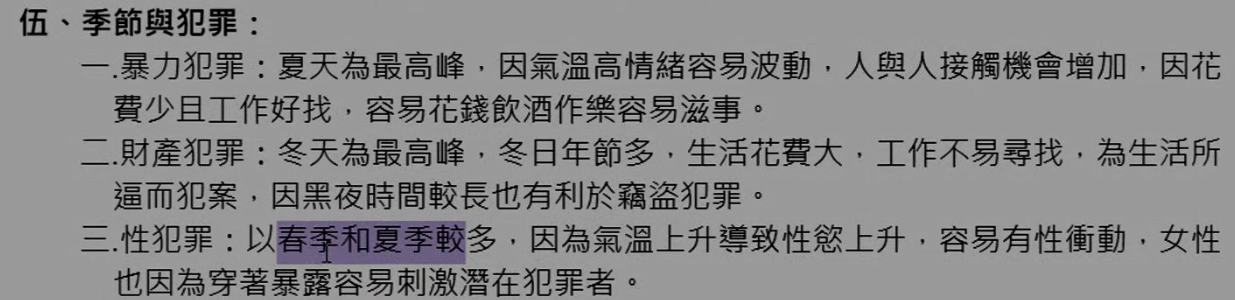 伍、季節與犯罪：
一.暴力犯罪：夏天為最高峰，因氣溫高情緒容易波動，人與人接觸機會增加，因花
費少且工作好找，容易花錢飲酒作樂容易滋事。
二.財產犯罪：冬天為最高峰，冬日年節多，生活花費大，工作不易尋找，為生活所
逼而犯案，因黑夜時間較長也有利於竊盜犯罪。
三.性犯罪：以春季和夏季較多，因為氣溫上升導致性慾上升，容易有性衝動，女性
也因為穿著暴露容易刺激潛在犯罪者。